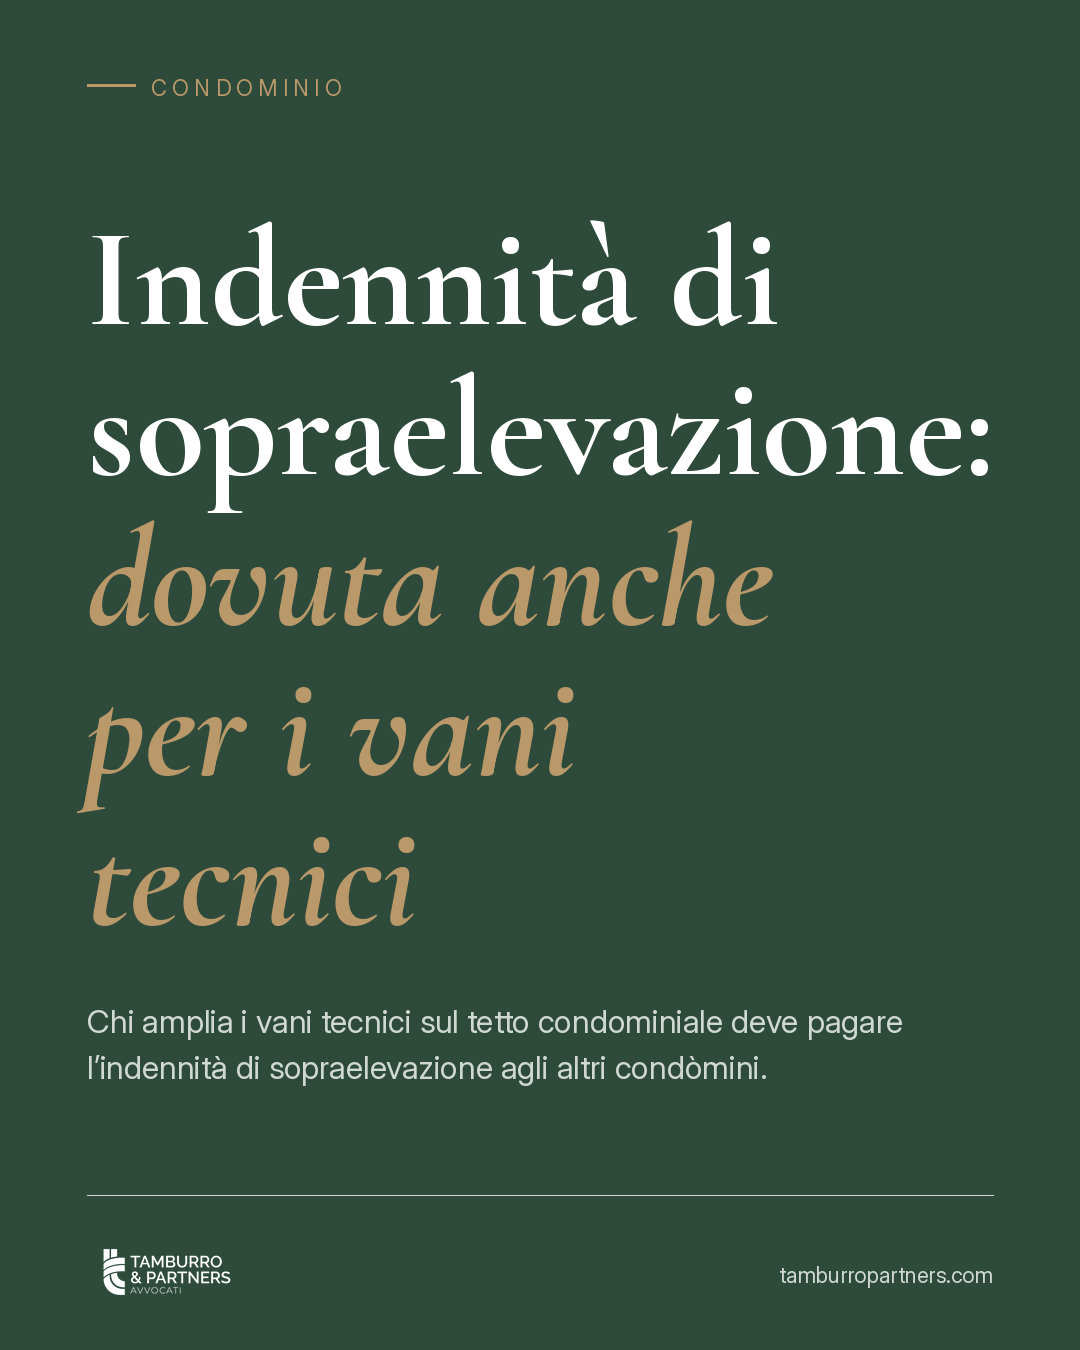 CONDOMINIO
Indennità di
sopraelevazione:
dovuta anche
per i vani
tecnici
Chi amplia i vani tecnici sul tetto condominiale deve pagare
l’indennità di sopraelevazione agli altri condòmini.
TAMBURRO
& PARTNERS
AVVOCATI
tamburropartners.com